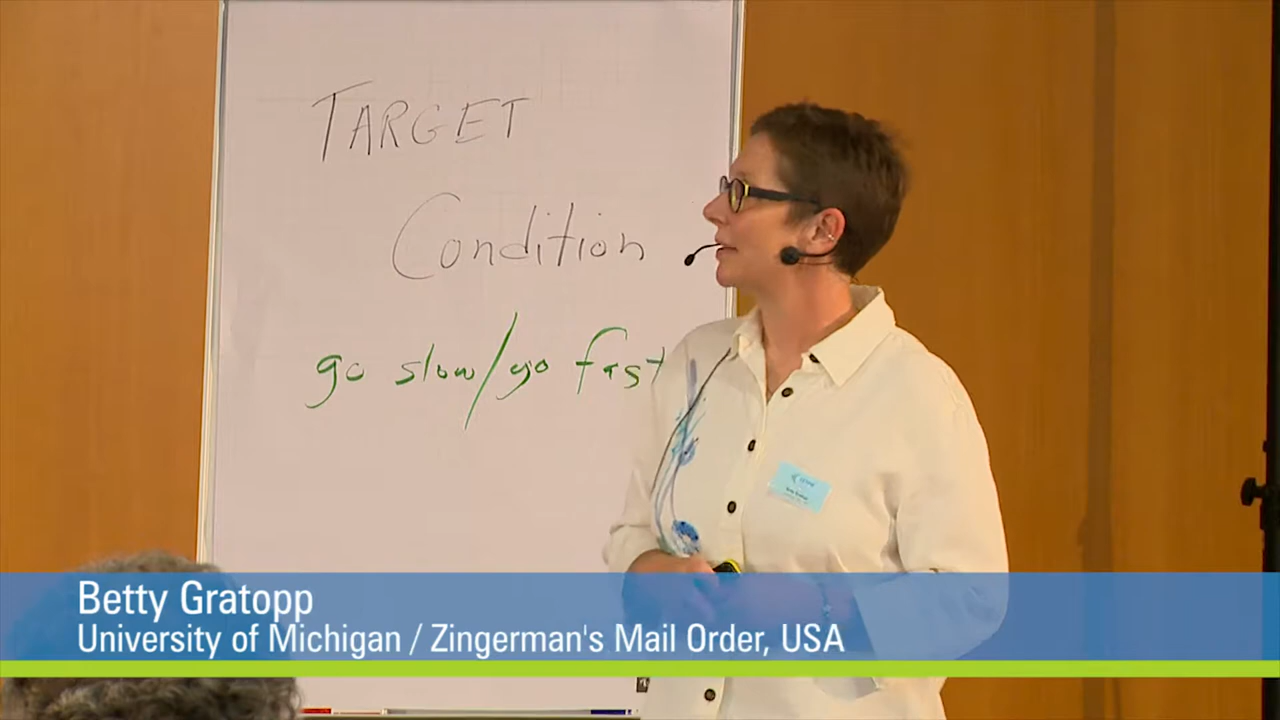 TARGET
Condition
go slow/go fast
Betty Gratopp
University of Michigan / Zingerman's Mail Order, USA